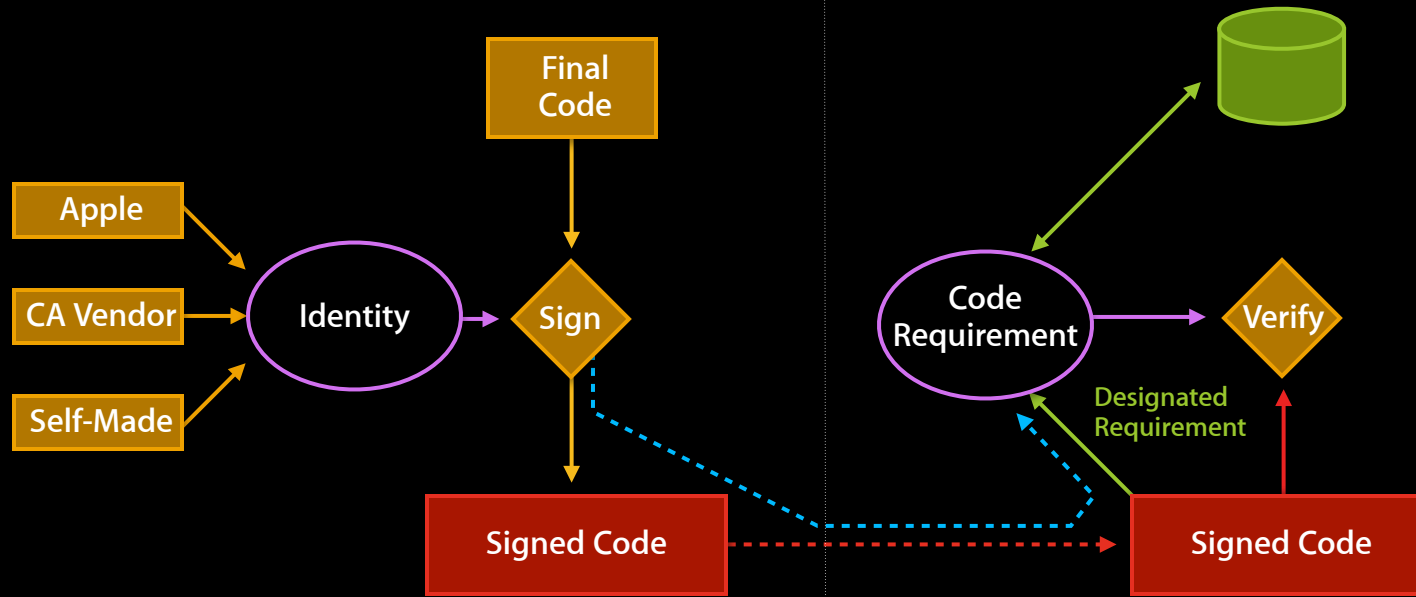 Final
Code
Apple
CA Vendor
Self-Made
Identity
Sign
Signed Code
Code
Requirement
Verify
Designated
Requirement
Signed Code